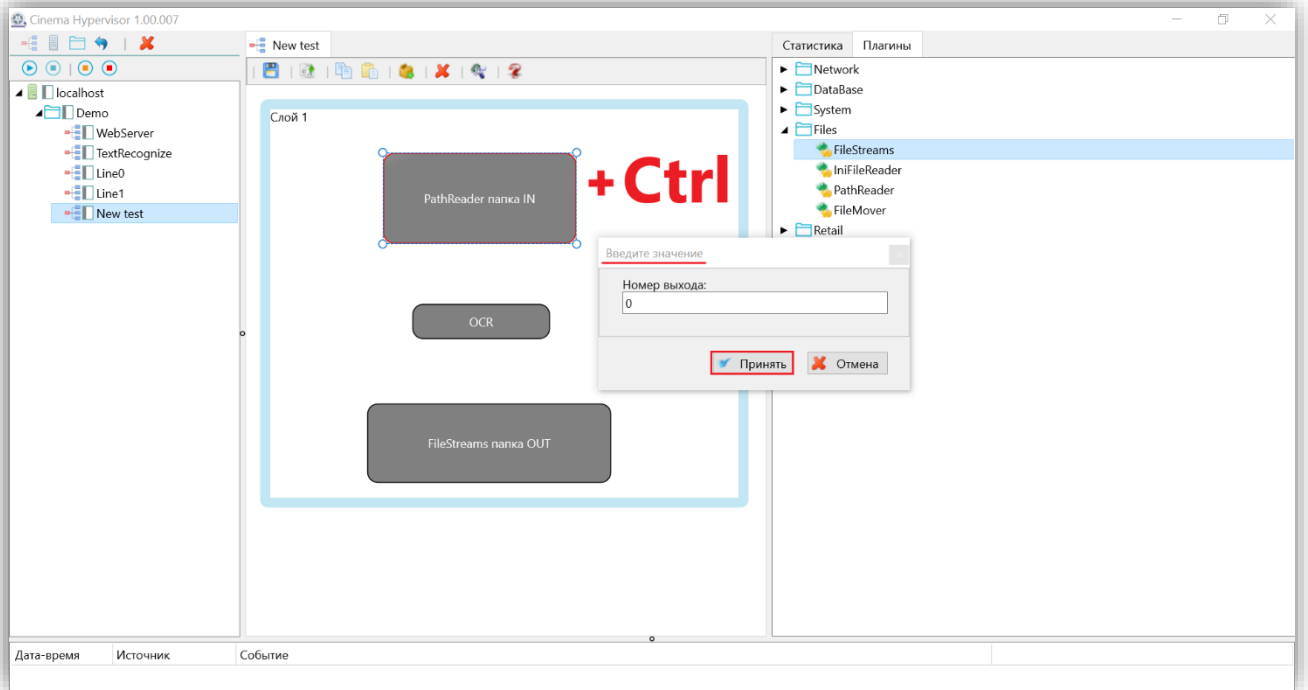 Cinema Hypervisor 1.00.007
New test
Статистика
Плагины
localhost
Demo
WebServer
TextRecognize
Line0
Line1
New test
Слой 1
PathReader папка IN
+ Ctrl
OCR
FileStreams папка OUT
Network
DataBase
System
Files
FileStreams
IniFileReader
PathReader
FileMover
Retail
Введите значение
Номер выхода:
0
Принять
Отмена
Дата-время
Источник
Событие